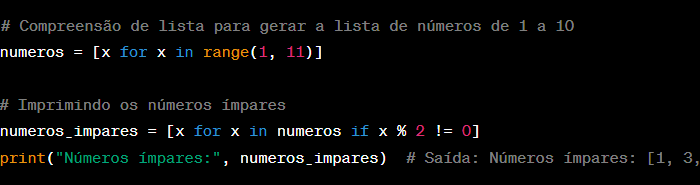 # Compreensão de lista para gerar a lista de números de 1 a 10
numeros = [x for x in range(1, 11)]
# Imprimindo os números ímpares
numeros_impares = [x for x in numeros if x % 2 != 0]
print("Números ímpares:", numeros_impares)  # Saída: Números ímpares: [1, 3,